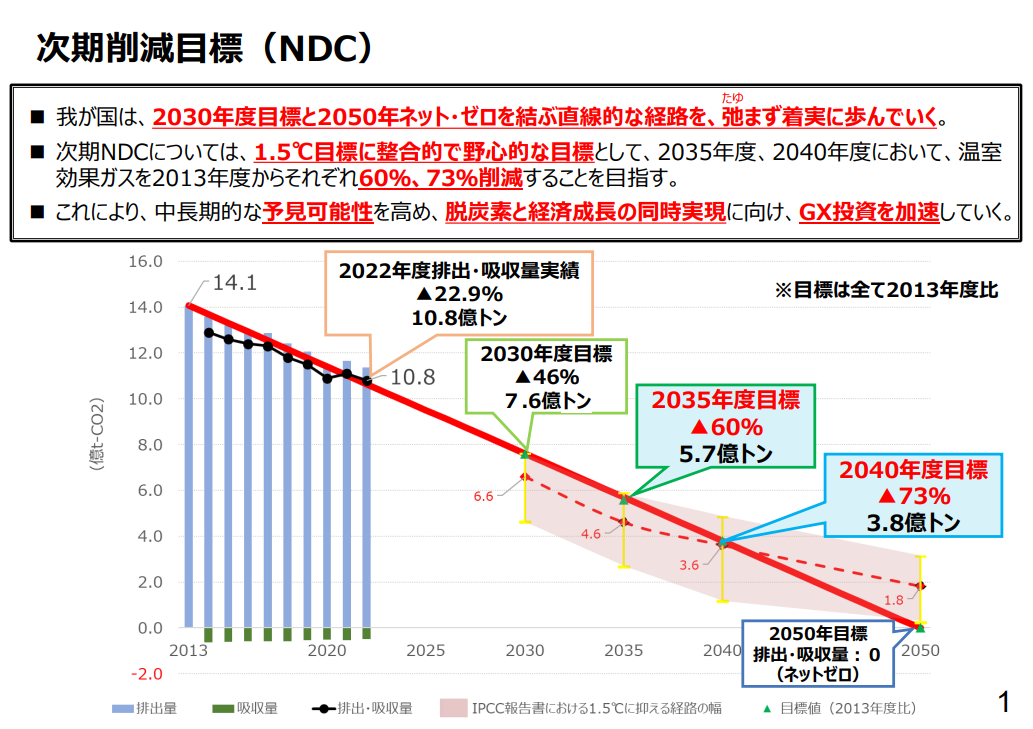 次期削減目標（NDC）
■ 我が国は、2030年度目標と2050年ネット・ゼロを結ぶ直線的な経路を、弛まず着実に歩んでいく。
たゆ
■ 次期NDCについては、1.5℃目標に整合的で野心的な目標として、2035年度、2040年度において、温室
効果ガスを2013年度からそれぞれ60%、73%削減することを目指す。
■ これにより、中長期的な予見可能性を高め、脱炭素と経済成長の同時実現に向け、GX投資を加速していく。
※目標は全て2013年度比
2022年度排出・吸収量実績
▲22.9%
10.8億トン
2030年度目標
▲46%
７.6億トン
2035年度目標
▲60%
5.7億トン
2040年度目標
▲73%
3.8億トン
2050年目標
排出・吸収量：０
（ネットゼロ）
14.1
10.8
6.6
4.6
3.6
1.8
(億t-CO2)
16.0
14.0
12.0
10.0
8.0
6.0
4.0
2.0
0.0
-2.0
2013
2020
2025
2030
2035
2040
2050
排出量
吸収量
排出・吸収量
IPCC報告書における1.5℃に抑える経路の幅
▲ 目標値（2013年度比）
1